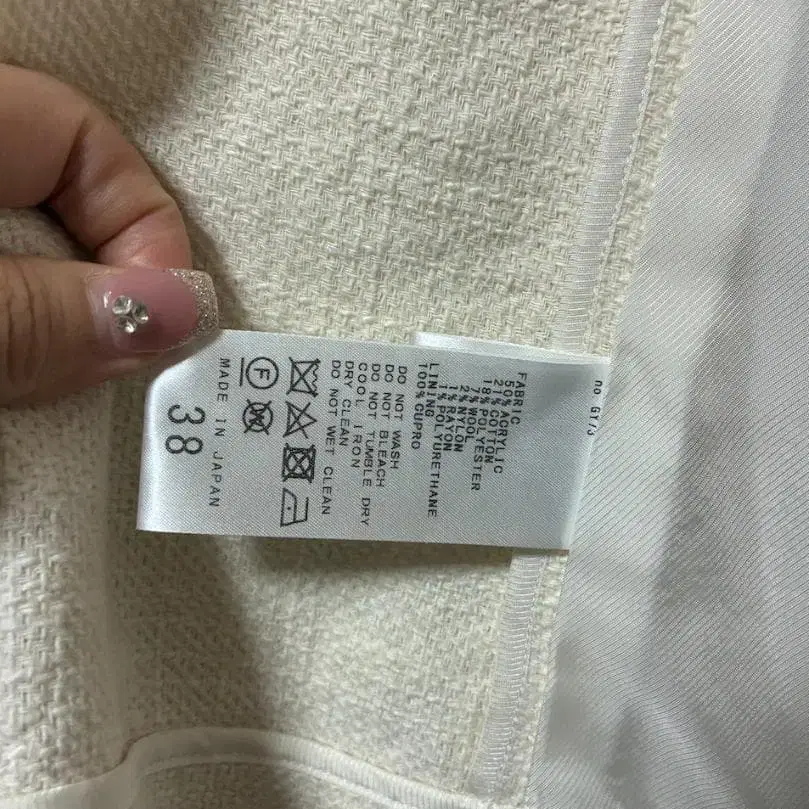 FABRIC
50% ACRYLIC
21% COTTON
18% POLYESTER
7% WOOL
2% NYLON
1% RAYON
1% POLYURETHANE
LINING
100% CUPRO
DO NOT WASH
DO NOT BLEACH
DO NOT TUMBLE DRY
COOL IRON
DRY CLEAN
DO NOT WET CLEAN
F
W
MADE IN JAPAN
38